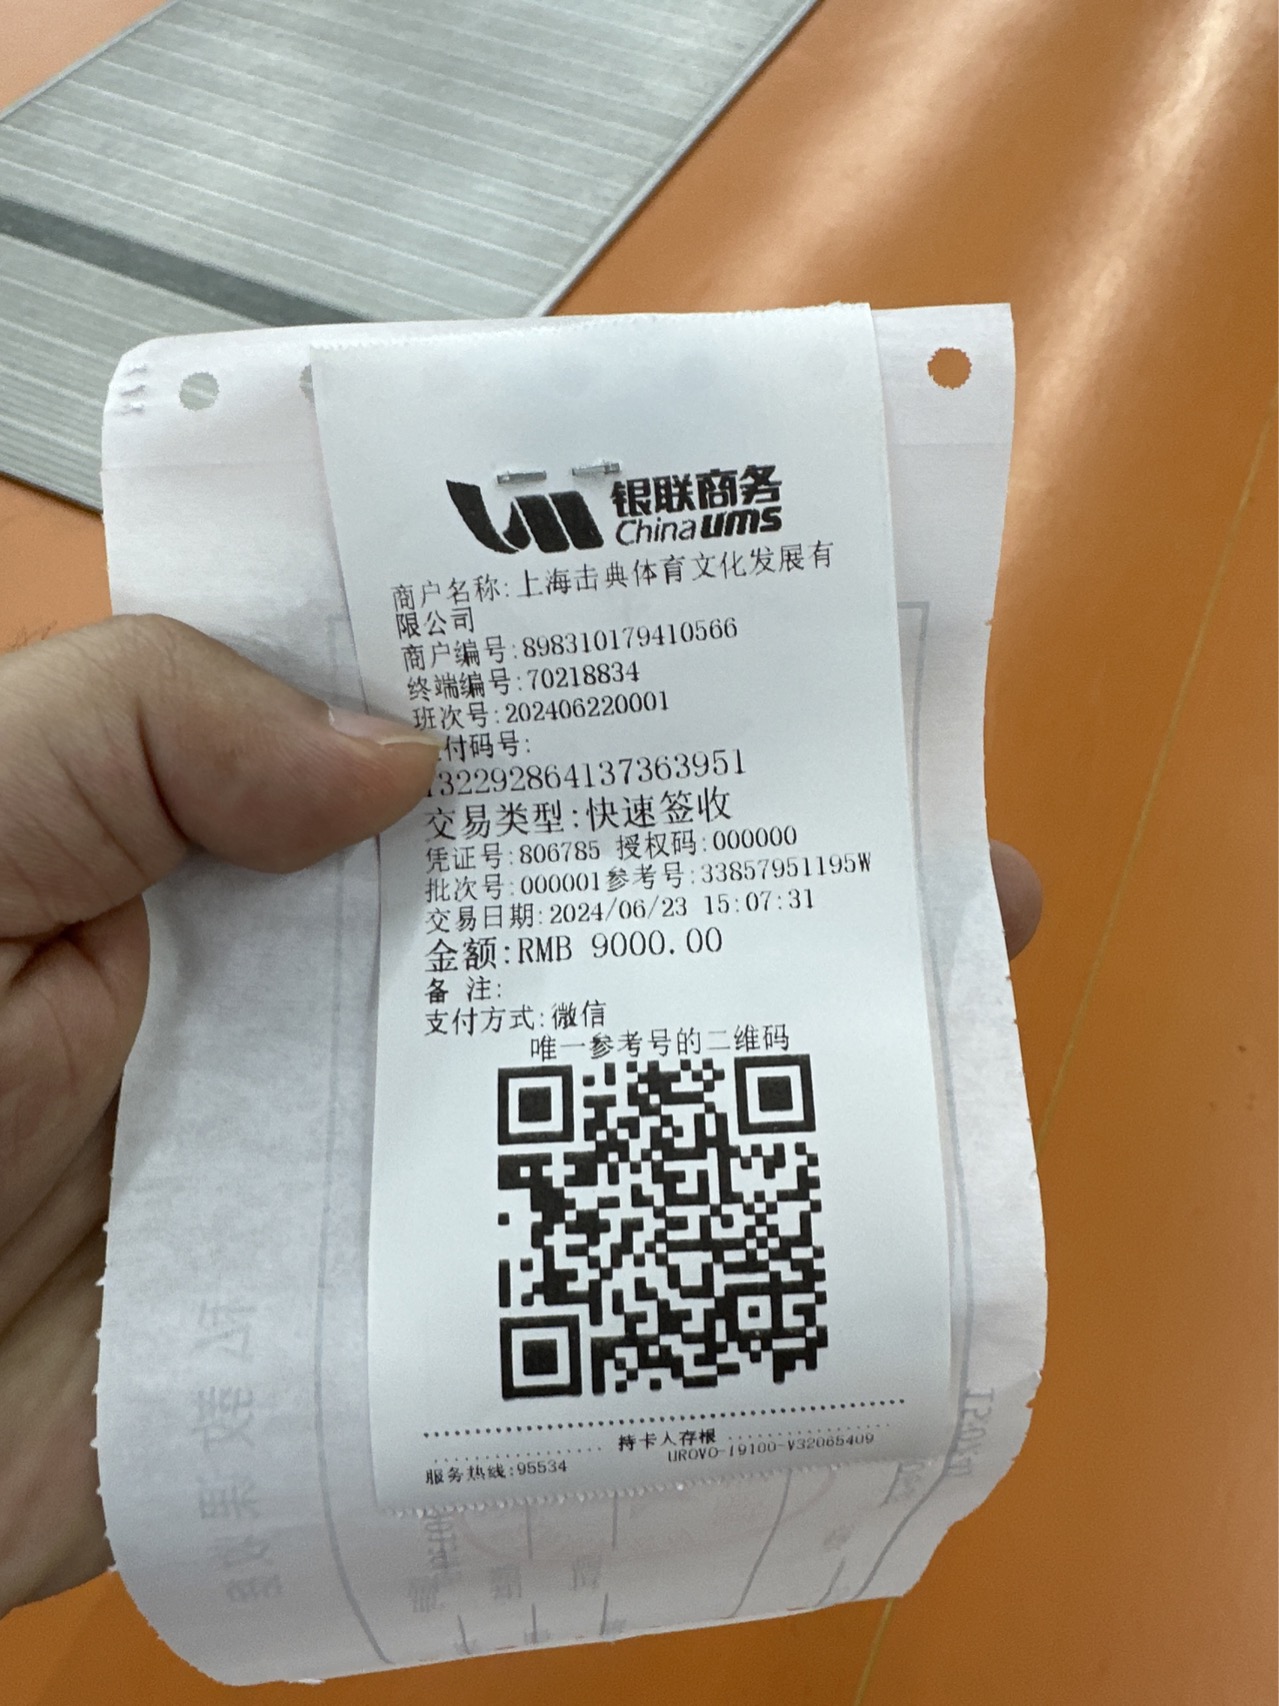 银联商务
Chinaums
商户名称:上海击典体育文化发展有
限公司
商户编号:898310179410566
终端编号:70218834
班次号:202406220001
付码号:
132292864137363951
交易类型:快速签收
凭证号:806785 授权码:000000
批次号:000001参考号:33857951195W
交易日期:2024/06/23 15:07:31
金额:RMB 9000.00
备 注:
支付方式:微信
唯一参考号的二维码
持卡人存根
服务热线:95534
UROVO-I9100-V32065409